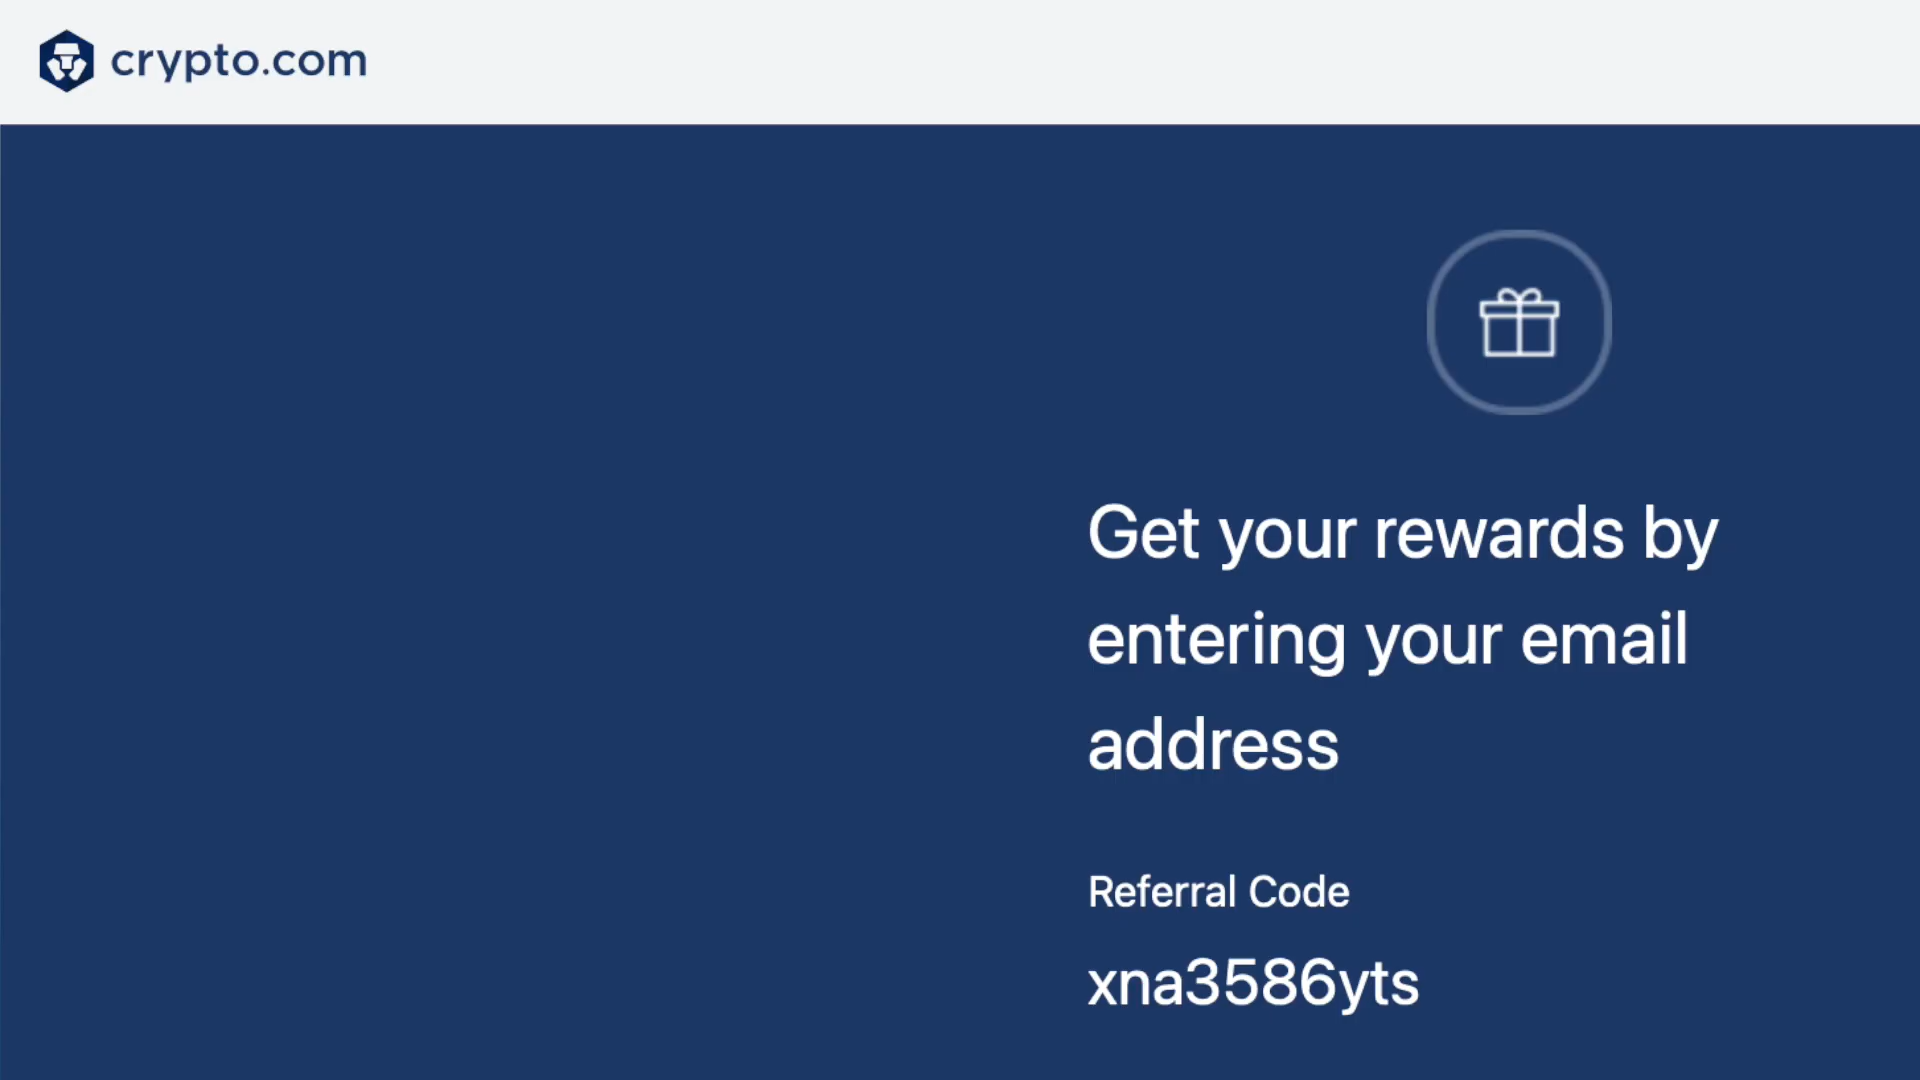 crypto.com
Get your rewards by
entering your email
address
Referral Code
xna3586yts